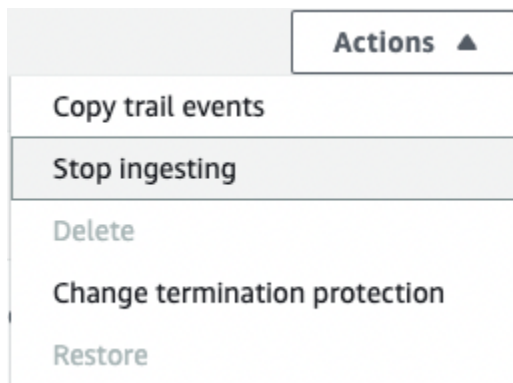 Actions ▲
Copy trail events
Stop ingesting
Delete
Change termination protection
Restore